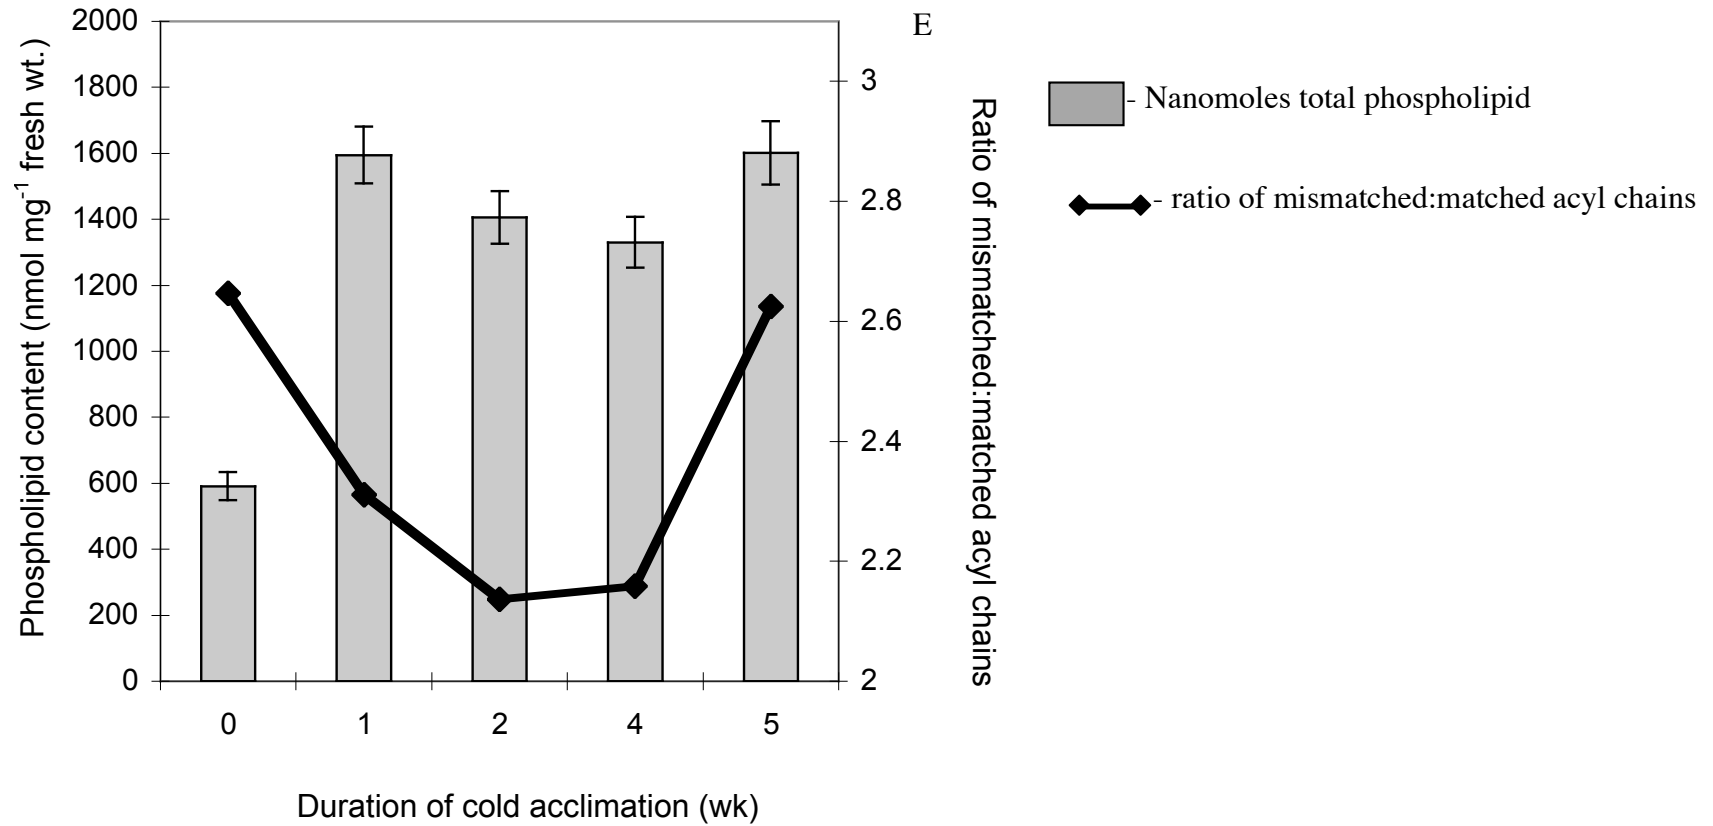 2000
1800
1600
1400
1200
1000
800
600
400
200
0
Phospholipid content (nmol mg-1 fresh wt.)
0 1 2 4 5
Duration of cold acclimation (wk)
3
2.8
2.6
2.4
2.2
2
Ratio of mismatched:matched acyl chains
E
- Nanomoles total phospholipid
- ratio of mismatched:matched acyl chains